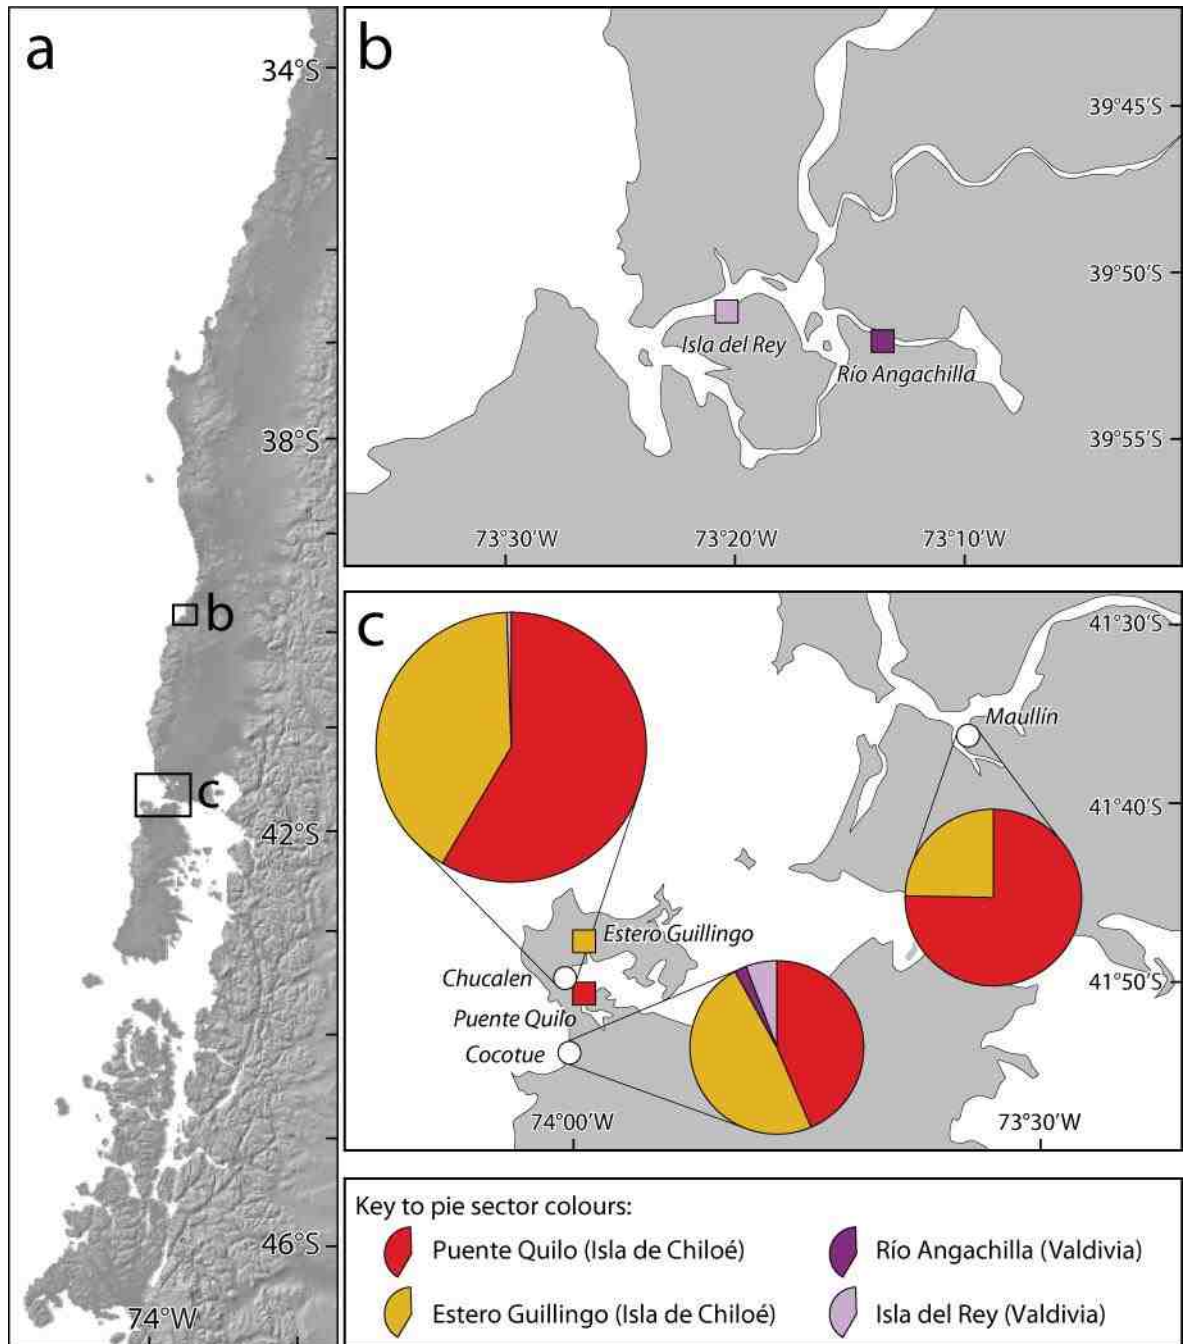 a
34°S
38°S
b
c
42°S
46°S
74°W
b
39°45'S
39°50'S
Isla del Rey
Río Angachilla
39°55'S
73°30'W
73°20'W
73°10'W
c
41°30'S
Maullín
41°40'S
Estero Guillingo
Chucalen
41°50'S
Puente Quilo
Cocotue
74°00'W
73°30'W
Key to pie sector colours:
Puente Quilo (Isla de Chiloé)
Río Angachilla (Valdivia)
Estero Guillingo (Isla de Chiloé)
Isla del Rey (Valdivia)